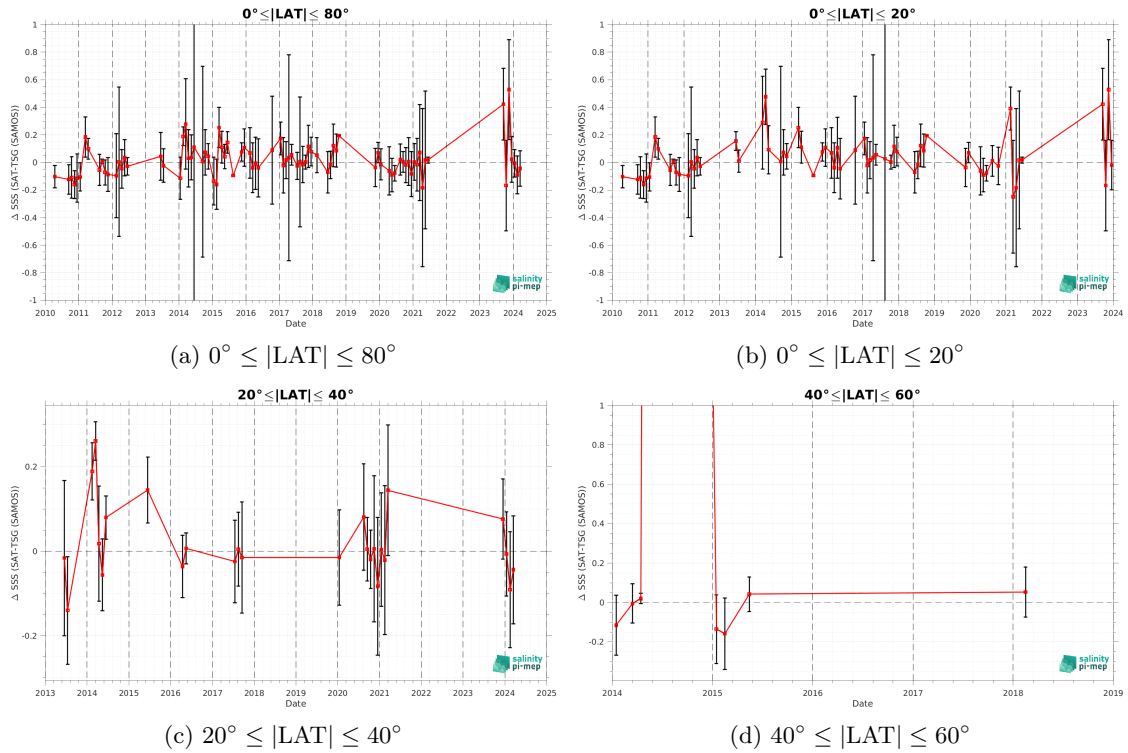 0°≤|LAT|≤ 80°
Δ SSS (SAT-TSG (SAMOS))
1
0.8
0.6
0.4
0.2
0
-0.2
-0.4
-0.6
-0.8
-1
2010 2011 2012 2013 2014 2015 2016 2017 2018 2019 2020 2021 2022 2023 2024 2025
Date
salinity
pi-mep
(a) 0° ≤ |LAT| ≤ 80°
0°≤|LAT|≤ 20°
Δ SSS (SAT-TSG (SAMOS))
1
0.8
0.6
0.4
0.2
0
-0.2
-0.4
-0.6
-0.8
-1
2010 2011 2012 2013 2014 2015 2016 2017 2018 2019 2020 2021 2022 2023 2024
Date
salinity
pi-mep
(b) 0° ≤ |LAT| ≤ 20°
20°≤|LAT|≤ 40°
Δ SSS (SAT-TSG (SAMOS))
0.2
0
-0.2
2013 2014 2015 2016 2017 2018 2019 2020 2021 2022 2023 2024 2025
Date
salinity
pi-mep
(c) 20° ≤ |LAT| ≤ 40°
40°≤|LAT|≤ 60°
Δ SSS (SAT-TSG (SAMOS))
1
0.8
0.6
0.4
0.2
0
-0.2
2014 2015 2016 2017 2018 2019
Date
salinity
pi-mep
(d) 40° ≤ |LAT| ≤ 60°